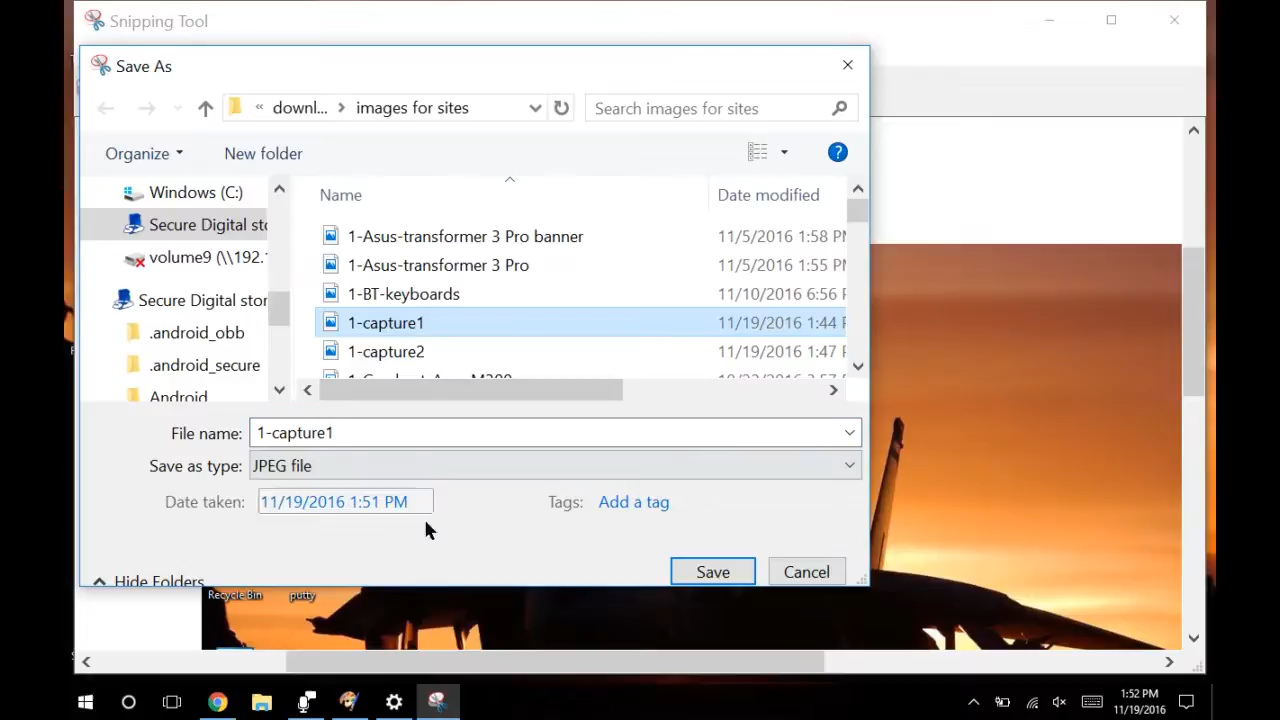 Snipping Tool
Save As
« downl... > images for sites
Search images for sites
Organize
New folder
?
Name
Date modified
Windows (C:)
Secure Digital sto
volume9 (\\192.1
Secure Digital stor
.android_obb
.android_secure
Android
1-Asus-transformer 3 Pro banner 11/5/2016 1:58 P
1-Asus-transformer 3 Pro 11/5/2016 1:55 P
1-BT-keyboards 11/10/2016 6:56 
1-capture1 11/19/2016 1:44 
1-capture2 11/19/2016 1:47 
File name: 1-capture1
Save as type: JPEG file
Date taken: 11/19/2016 1:51 PM
Tags: Add a tag
Hide Folders
Save
Cancel
Recycle Bin
putty
1:52 PM
11/19/2016